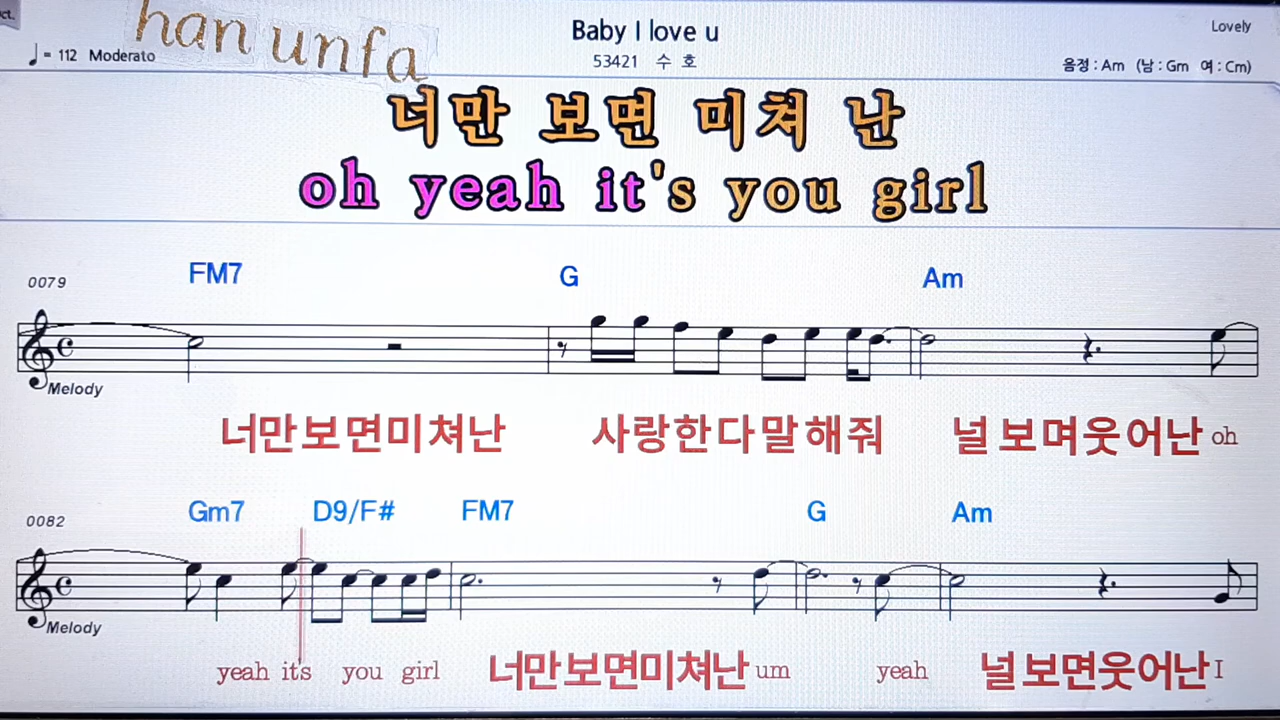 ct.
han unfa
Baby I love u
Lovely
♩ = 112 Moderato
53421 수 호
음정 : Am (남 : Gm 여 : Cm)
너만 보면 미쳐 난
oh yeah it's you girl
0079 FM7 G Am
Melody
너만보면미쳐난 사랑한다말해줘 널보며웃어난 oh
0082 Gm7 D9/F# FM7 G Am
Melody
yeah it's you girl 너만보면미쳐난 um yeah 널보면웃어난 I